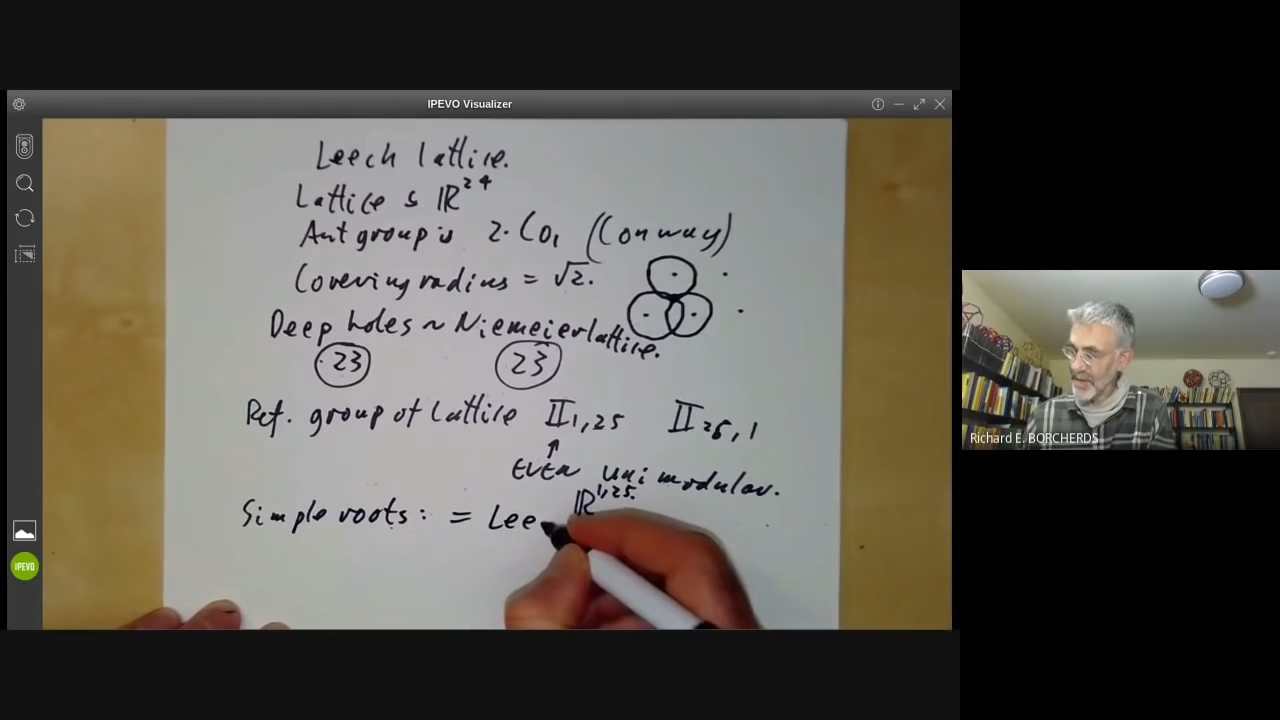 IPEVO Visualizer
Leech lattice.
Lattice s ℝ²⁴
Aut group is 2·Co₁ (Conway)
Covering radius = √2.
Deep holes ~ Niemeier lattice.
23 23
Ref. group of lattice II₁,₂₅ II₂₅,₁
↑
even unimodular.
ℝ¹,²⁵.
Simple roots: = Lee
Richard E. BORCHERDS
IPEVO